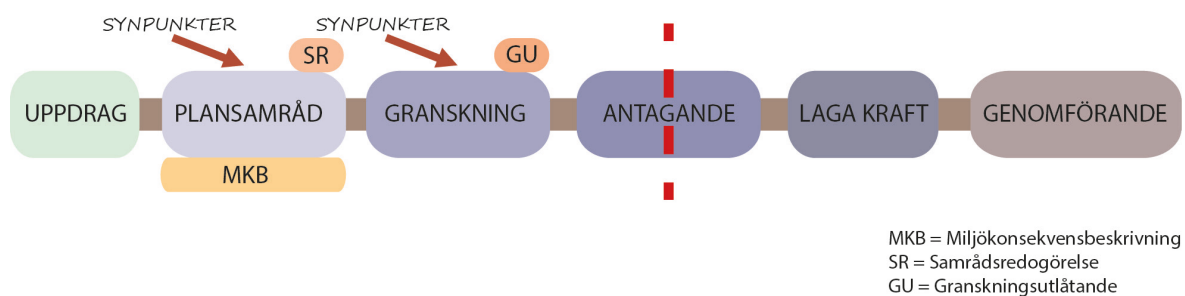 SYNPUNKTER
SYNPUNKTER
SR
GU
UPPDRAG
PLANSAMRÅD
GRANSKNING
ANTAGANDE
LAGA KRAFT
GENOMFÖRANDE
MKB
MKB = Miljökonsekvensbeskrivning
SR = Samrådsredogörelse
GU = Granskningsutlåtande